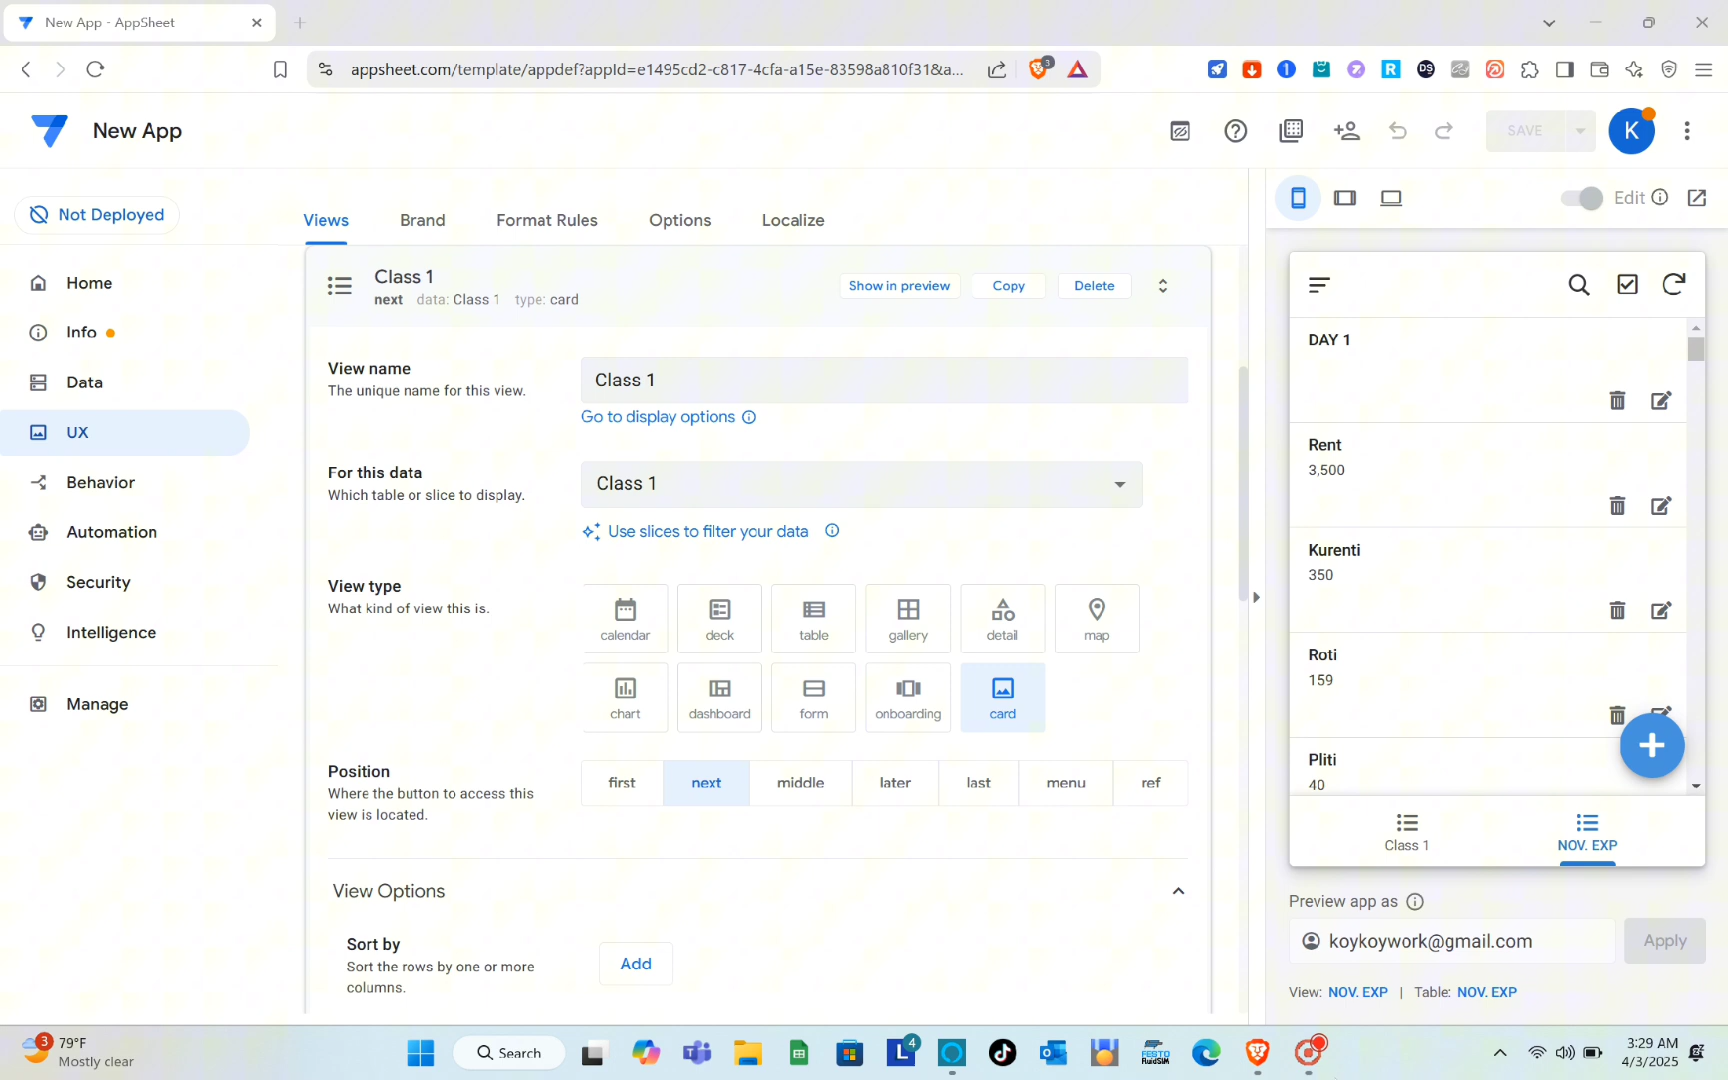 New App - AppSheet
appsheet.com/template/appdef?appId=e1495cd2-c817-4cfa-a15e-83598a810f31&a...
3
New App
SAVE
K
Not Deployed
Views
Brand
Format Rules
Options
Localize
Edit
Home
Info
Data
UX
Behavior
Automation
Security
Intelligence
Manage
Class 1
next data: Class 1 type: card
Show in preview
Copy
Delete
View name
The unique name for this view.
Class 1
Go to display options
For this data
Which table or slice to display.
Class 1
Use slices to filter your data
View type
What kind of view this is.
calendar
deck
table
gallery
detail
map
chart
dashboard
form
onboarding
card
Position
Where the button to access this
view is located.
first
next
middle
later
last
menu
ref
View Options
Sort by
Sort the rows by one or more
columns.
Add
DAY 1
Rent
3,500
Kurenti
350
Roti
159
Pliti
40
Class 1
NOV. EXP
Preview app as
koykoywork@gmail.com
Apply
View: NOV. EXP | Table: NOV. EXP
3
79°F
Mostly clear
Search
L
4
FESTO
FluidSIM
3:29 AM
4/3/2025